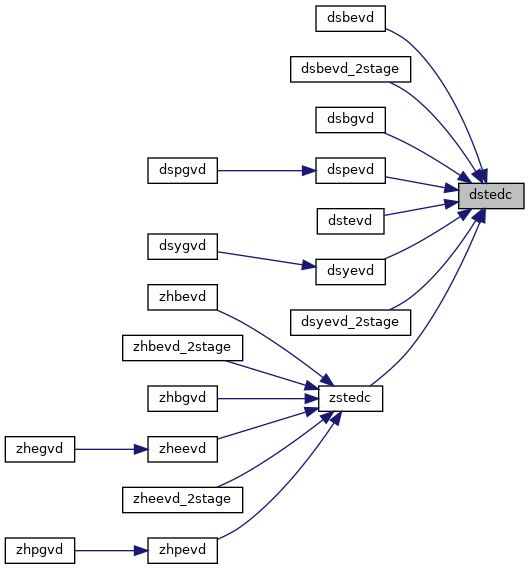 dsbevd
dsbevd_2stage
dsbgvd
dspgvd
dspevd
dstedc
dstevd
dsygvd
dsyevd
zhbevd
dsyevd_2stage
zhbevd_2stage
zhbgvd
zstedc
zhegvd
zheevd
zheevd_2stage
zhpgvd
zhpevd